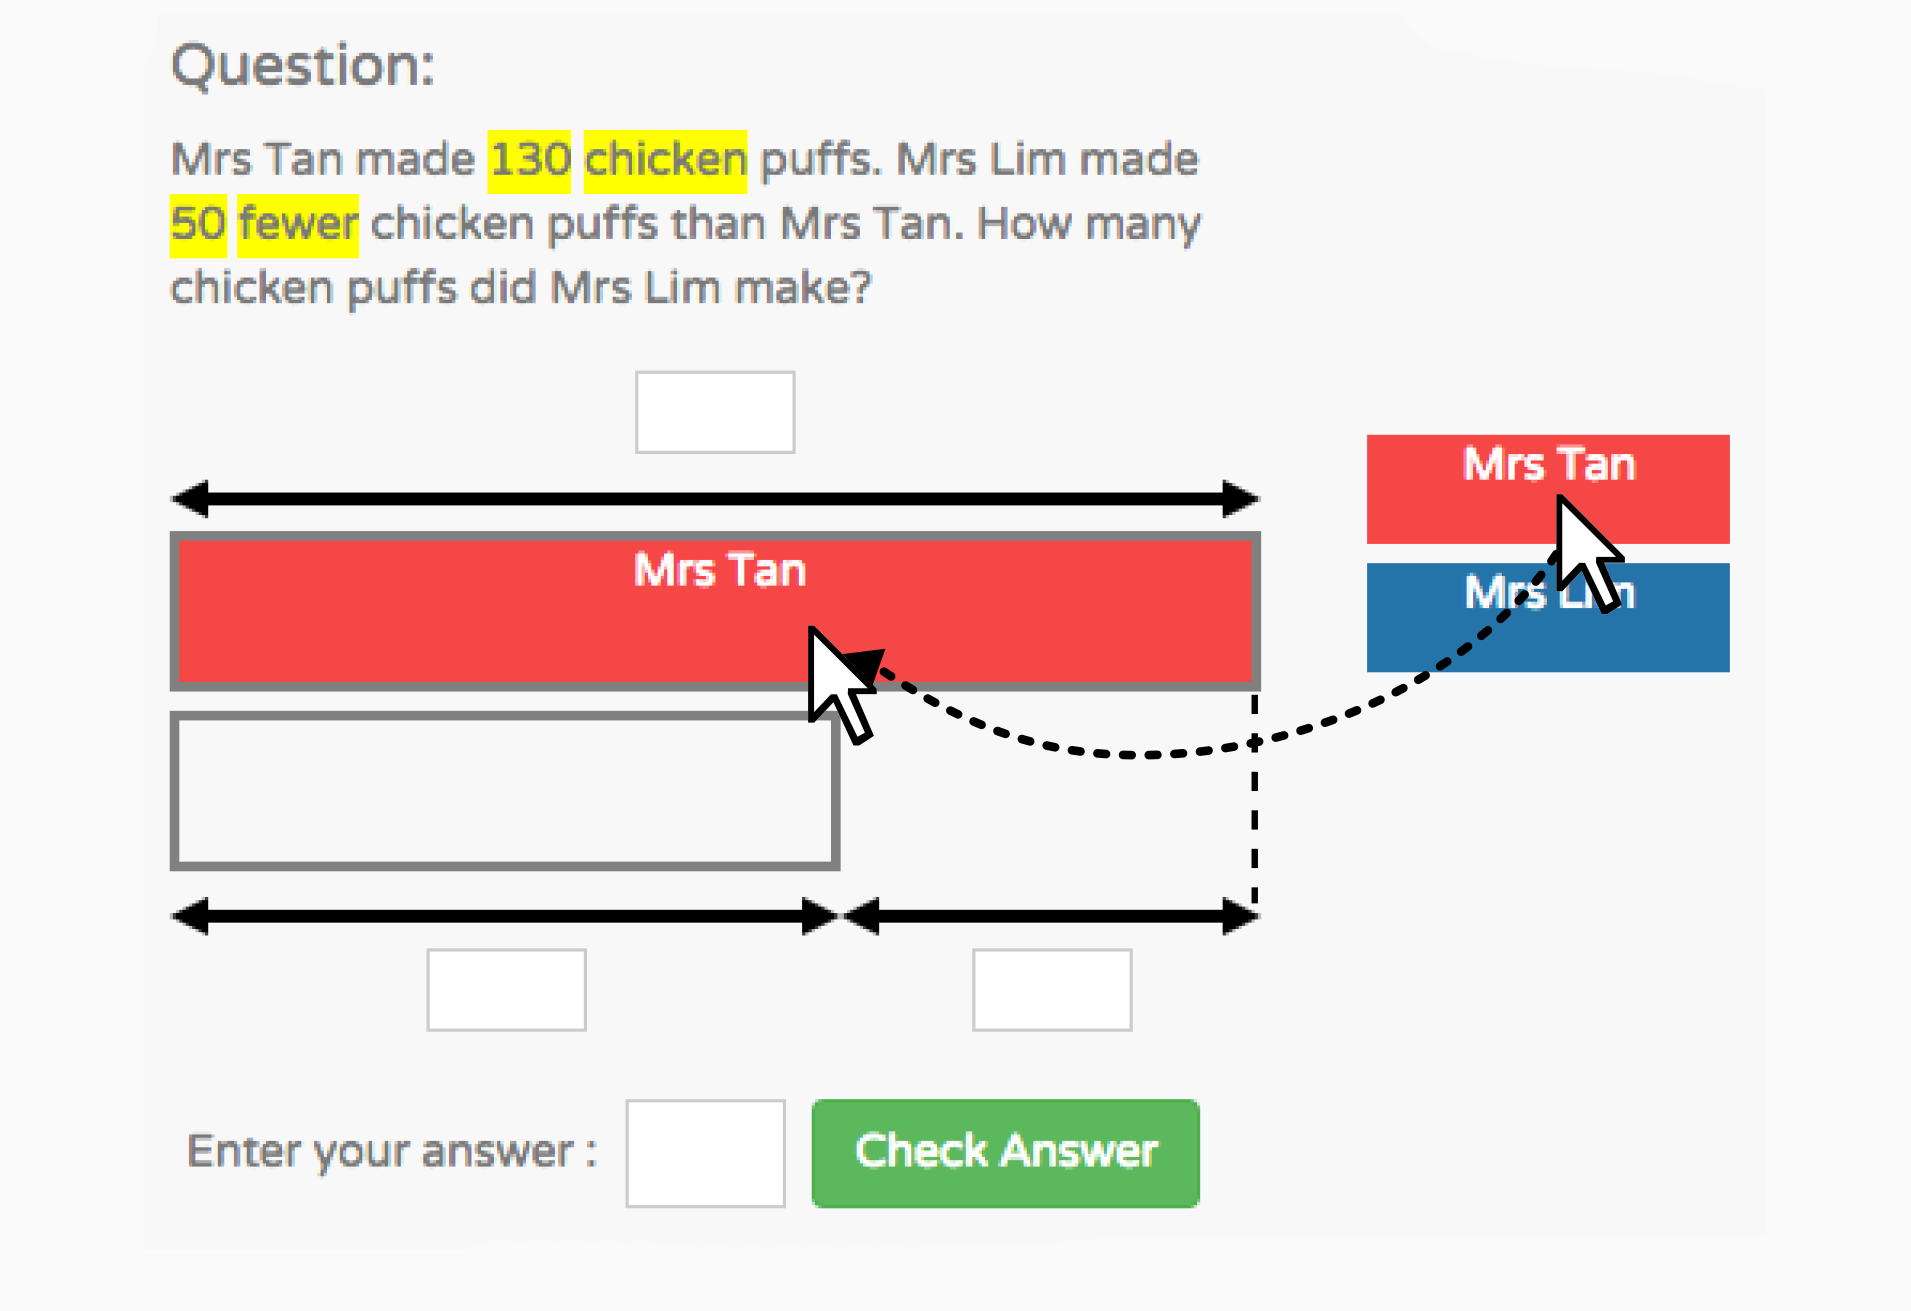 Question:
Mrs Tan made 130 chicken puffs. Mrs Lim made
50 fewer chicken puffs than Mrs Tan. How many
chicken puffs did Mrs Lim make?
Mrs Tan
Mrs Lim
Mrs Tan
Enter your answer :
Check Answer